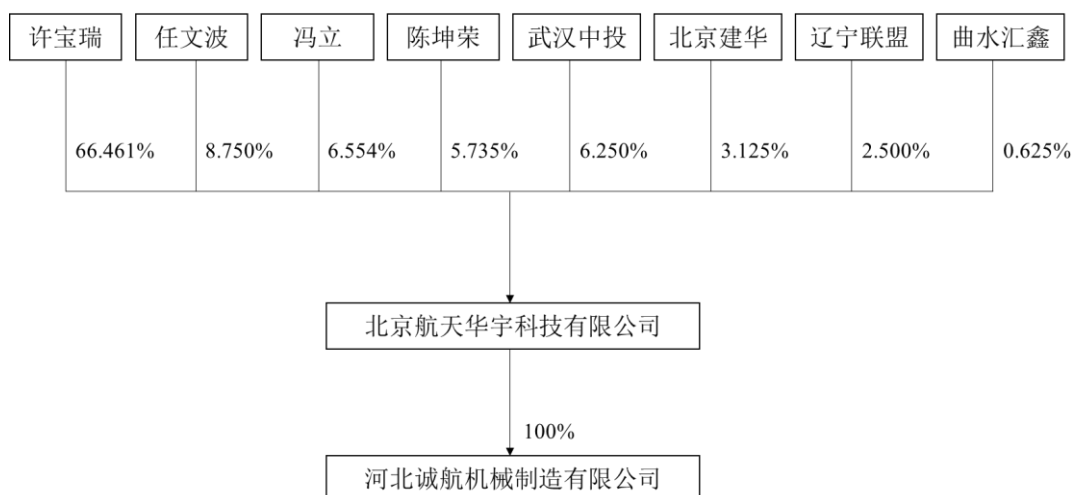 许宝瑞 任文波 冯立 陈坤荣 武汉中投 北京建华 辽宁联盟 曲水汇鑫
66.461% 8.750% 6.554% 5.735% 6.250% 3.125% 2.500% 0.625%
北京航天华宇科技有限公司
100%
河北诚航机械制造有限公司